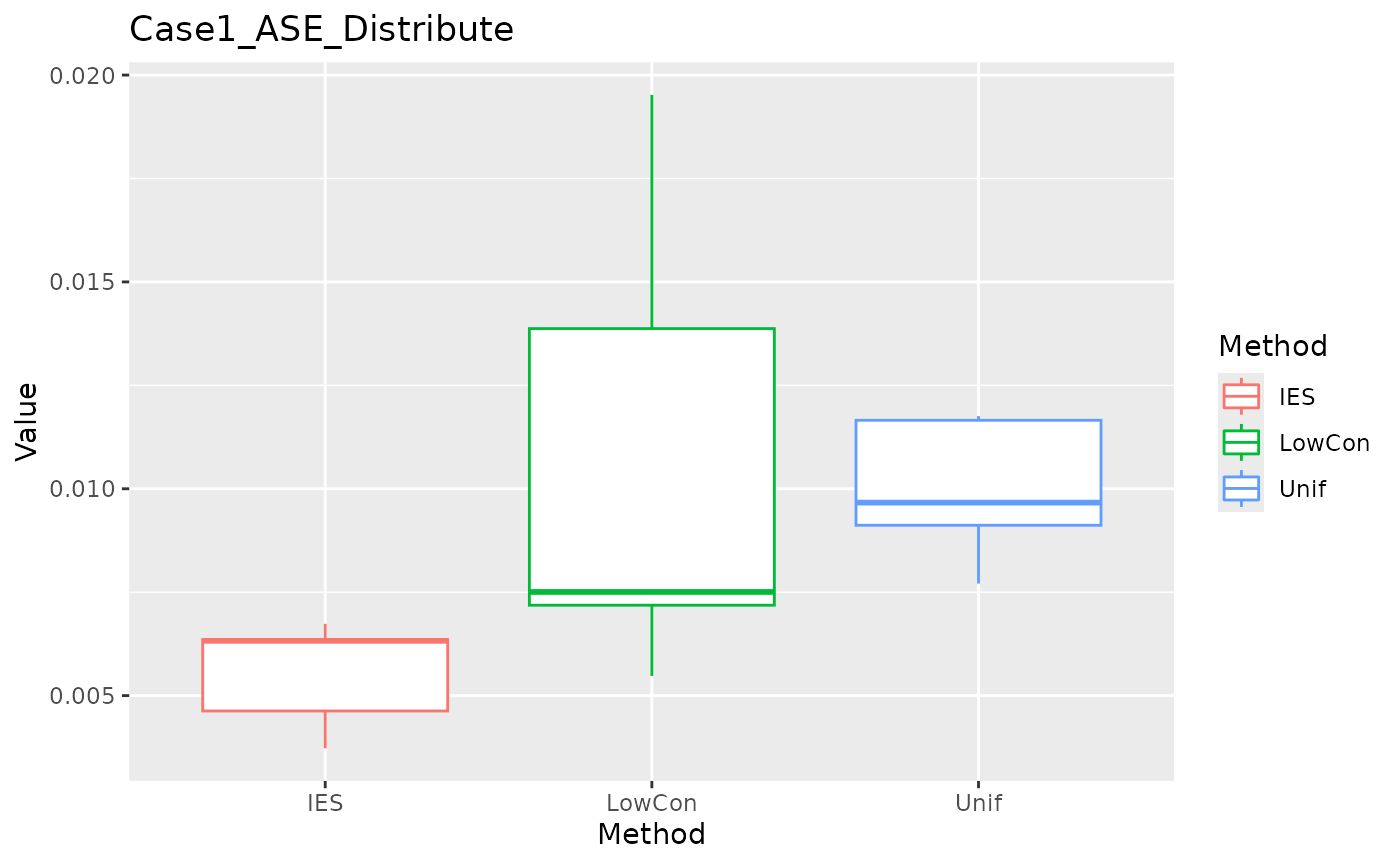 Case1_ASE_Distribute
0.020
0.015
0.010
0.005
Value
IES
LowCon
Unif
Method
Method
IES
LowCon
Unif